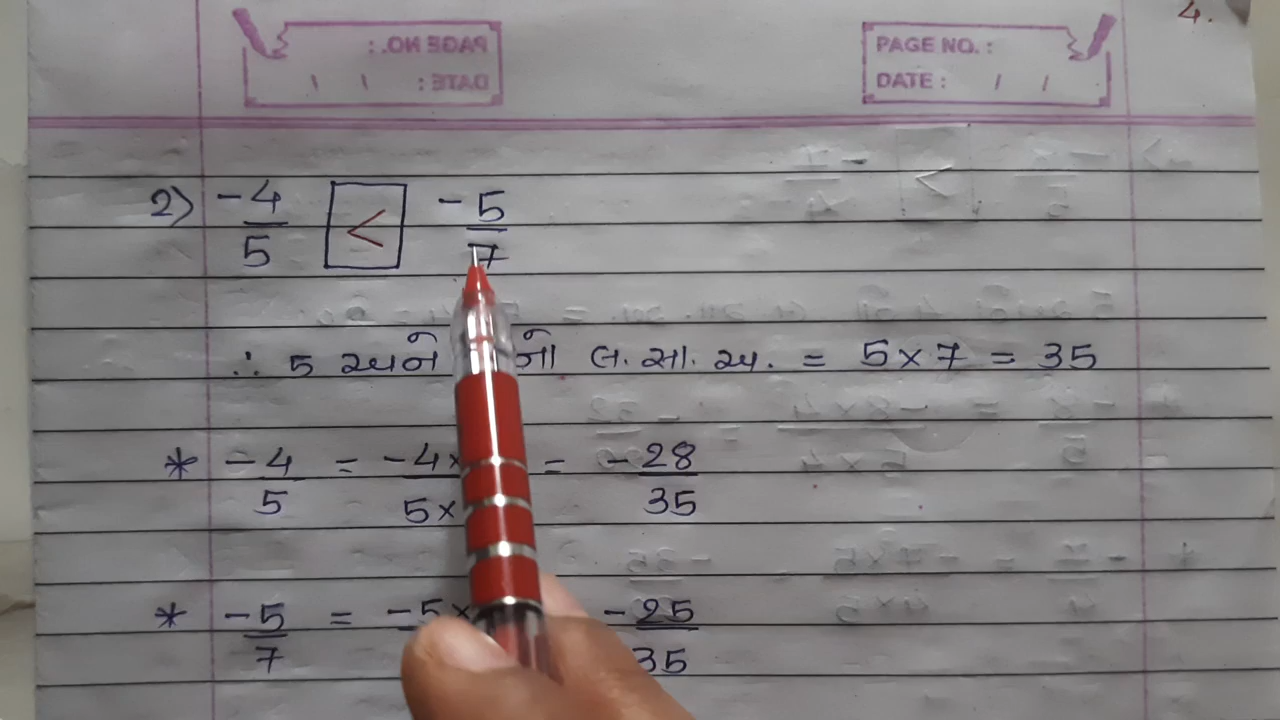 4.
PAGE NO. :
DATE : / /
2) -4/5 < -5/7
∴ 5 અને નો લ.સા.અ. = 5×7 = 35
* -4/5 = -4× / 5× = -28/35
* -5/7 = -5× -25/35